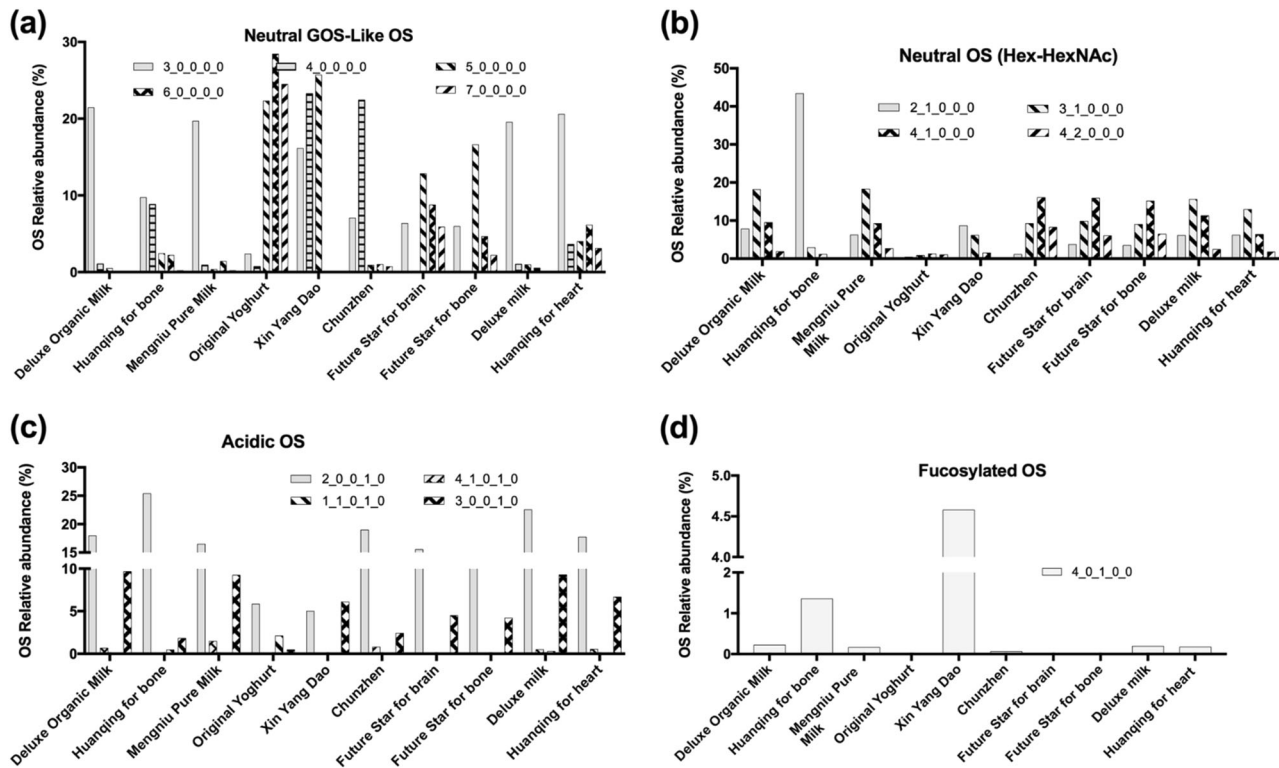 (a)
Neutral GOS-Like OS
3_0_0_0_0
4_0_0_0_0
5_0_0_0_0
6_0_0_0_0
7_0_0_0_0
OS Relative abundance (%)
30
20
10
0
Deluxe Organic Milk
Huanqing for bone
Mengniu Pure Milk
Original Yoghurt
Xin Yang Dao
Chunzhen
Future Star for brain
Future Star for bone
Deluxe milk
Huanqing for heart
(b)
Neutral OS (Hex-HexNAc)
2_1_0_0_0
3_1_0_0_0
4_1_0_0_0
4_2_0_0_0
OS Relative abundance (%)
50
40
30
20
10
0
Deluxe Organic Milk
Huanqing for bone
Mengniu Pure
Milk
Original Yoghurt
Xin Yang Dao
Chunzhen
Future Star for brain
Future Star for bone
Deluxe milk
Huanqing for heart
(c)
Acidic OS
2_0_0_1_0
4_1_0_1_0
1_1_0_1_0
3_0_0_1_0
OS Relative abundance (%)
30
25
20
15
10
5
0
Deluxe Organic Milk
Huanqing for bone
Mengniu Pure Milk
Original Yoghurt
Xin Yang Dao
Chunzhen
Future Star for brain
Future Star for bone
Deluxe milk
Huanqing for heart
(d)
Fucosylated OS
4_0_1_0_0
OS Relative abundance (%)
5.0
4.5
4.0
2
1
0
Deluxe Organic Milk
Huanqing for bone
Mengniu Pure
Milk
Original Yoghurt
Xin Yang Dao
Chunzhen
Future Star for brain
Future Star for bone
Deluxe milk
Huanqing for heart